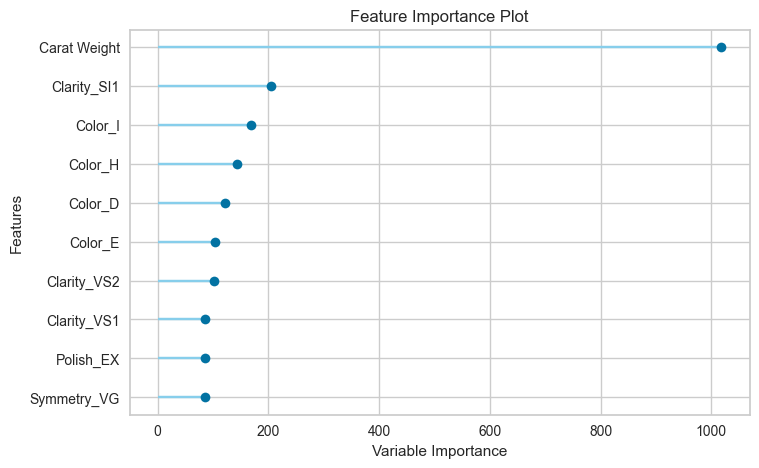 Feature Importance Plot
Carat Weight
Clarity_SI1
Color_I
Color_H
Color_D
Color_E
Clarity_VS2
Clarity_VS1
Polish_EX
Symmetry_VG
Features
0 200 400 600 800 1000
Variable Importance